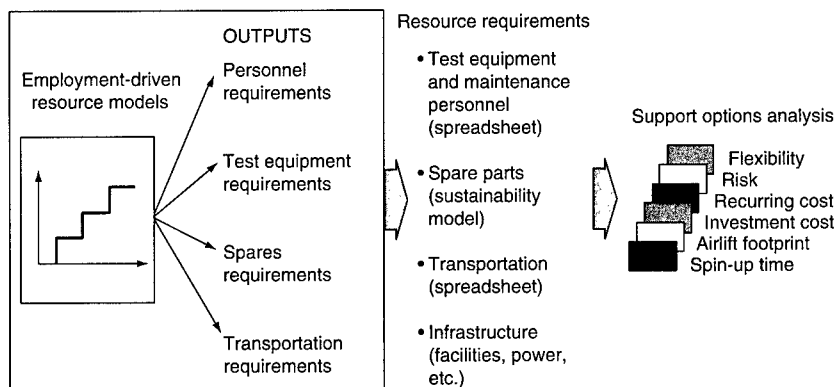 Employment-driven
resource models
OUTPUTS
Personnel
requirements
Test equipment
requirements
Spares
requirements
Transportation
requirements
Resource requirements
• Test equipment
and maintenance
personnel
(spreadsheet)
• Spare parts
(sustainability
model)
• Transportation
(spreadsheet)
• Infrastructure
(facilities, power,
etc.)
Support options analysis
Flexibility
Risk
Recurring cost
Investment cost
Airlift footprint
Spin-up time